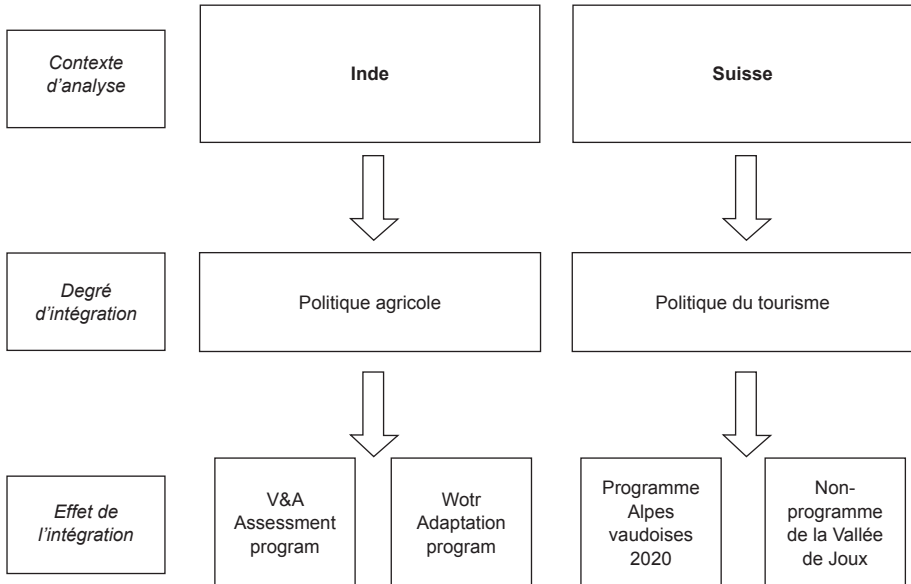 Contexte
d’analyse
Inde
Suisse
Degré
d’intégration
Politique agricole
Politique du tourisme
Effet de
l’intégration
V&A
Assessment
program
Wotr
Adaptation
program
Programme
Alpes
vaudoises
2020
Non-
programme
de la Vallée
de Joux